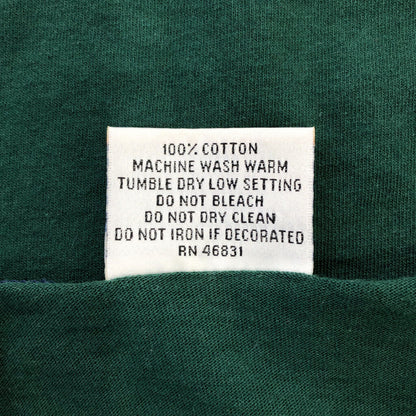 100% COTTON
MACHINE WASH WARM
TUMBLE DRY LOW SETTING
DO NOT BLEACH
DO NOT DRY CLEAN
DO NOT IRON IF DECORATED
RN 46831